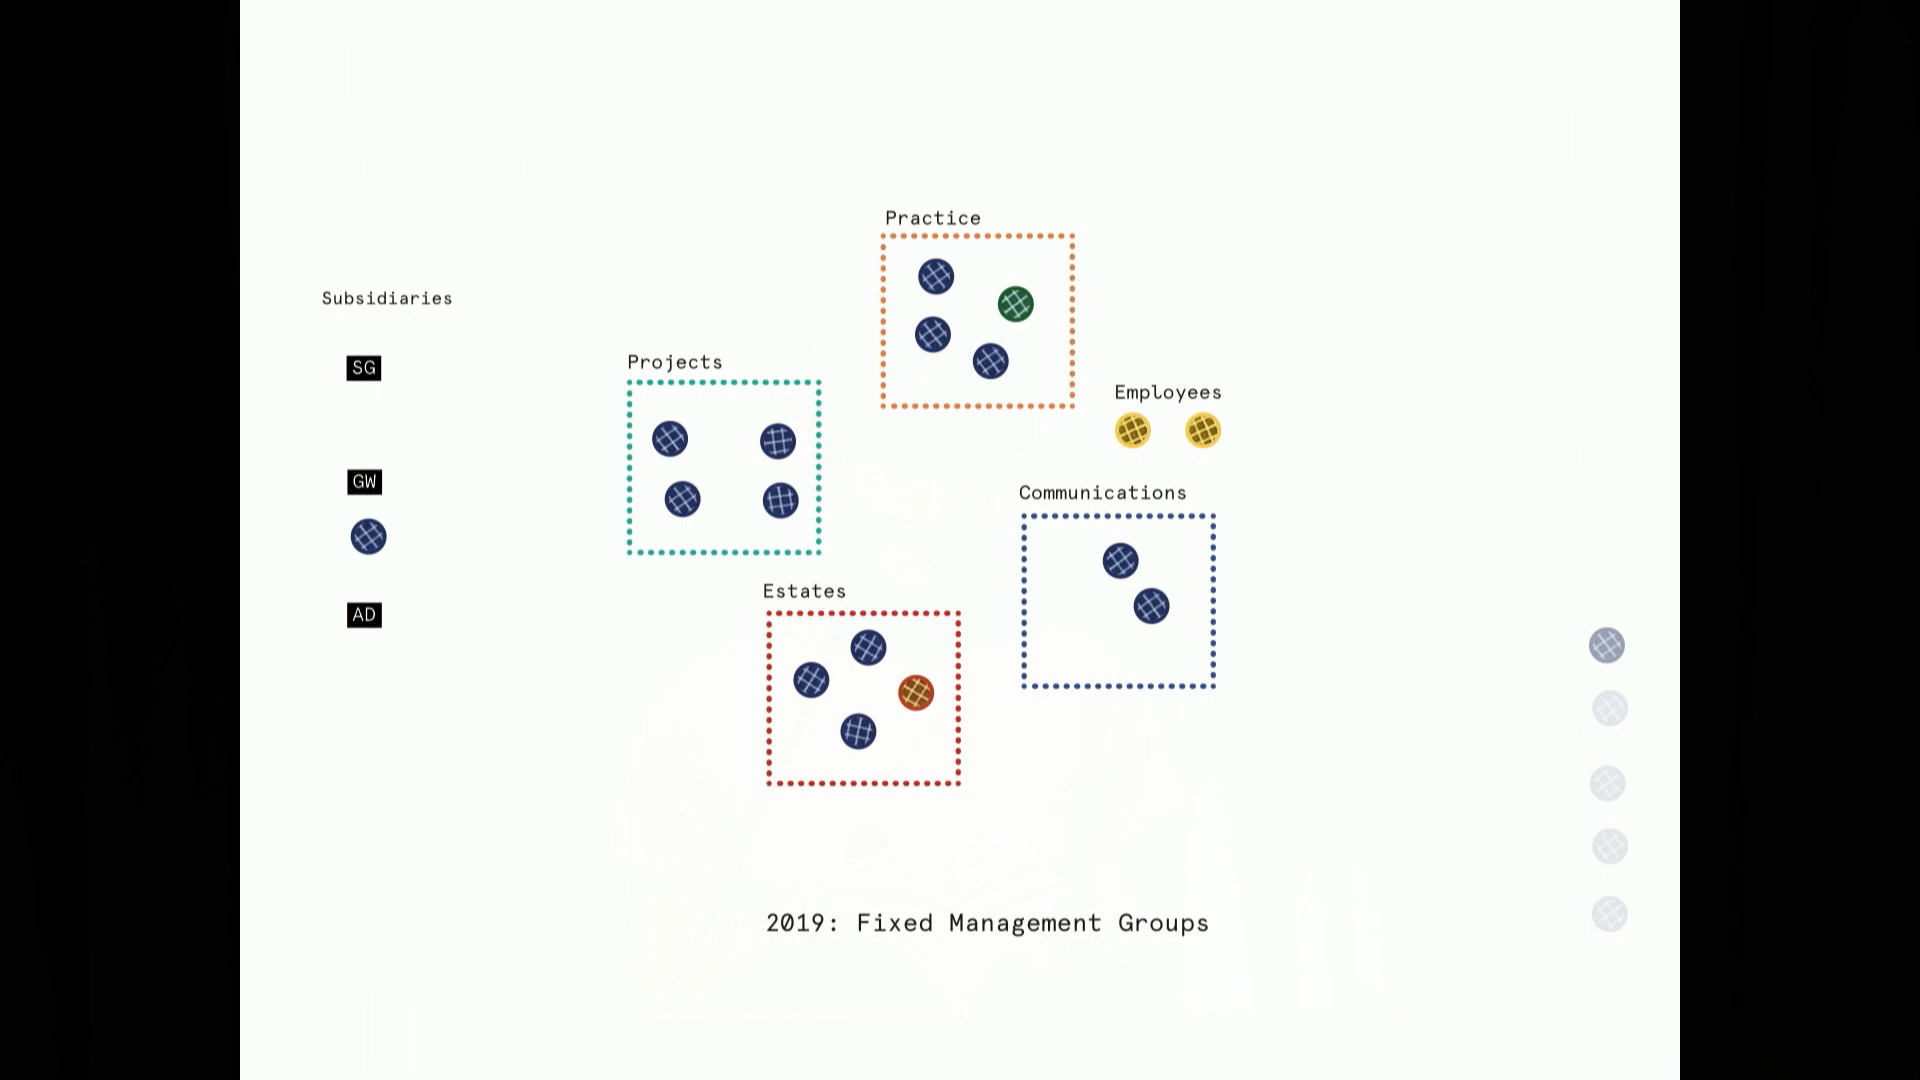 Practice
Subsidiaries
SG
Projects
Employees
GW
Communications
Estates
AD
2019: Fixed Management Groups